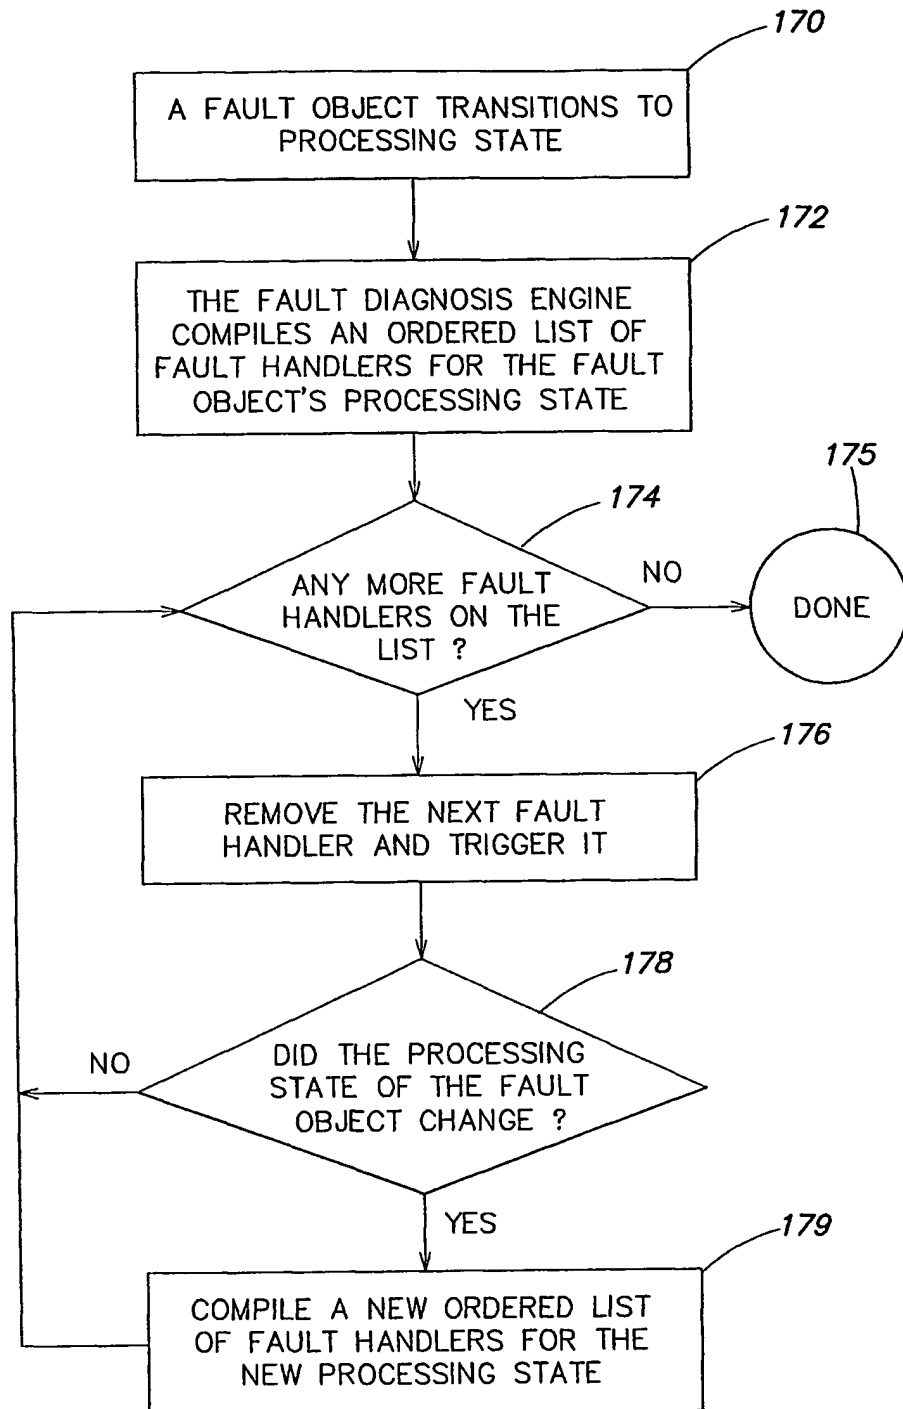 170
A FAULT OBJECT TRANSITIONS TO
PROCESSING STATE
172
THE FAULT DIAGNOSIS ENGINE
COMPILES AN ORDERED LIST OF
FAULT HANDLERS FOR THE FAULT
OBJECT'S PROCESSING STATE
174
175
ANY MORE FAULT
HANDLERS ON THE
LIST ?
NO
DONE
YES
176
REMOVE THE NEXT FAULT
HANDLER AND TRIGGER IT
178
DID THE PROCESSING
STATE OF THE FAULT
OBJECT CHANGE ?
NO
YES
179
COMPILE A NEW ORDERED LIST
OF FAULT HANDLERS FOR THE
NEW PROCESSING STATE